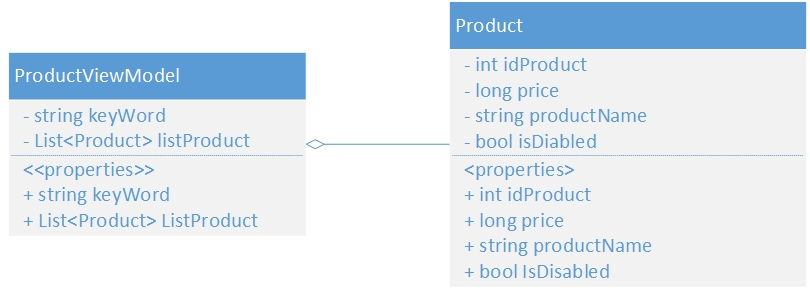 ProductViewModel
- string keyWord
- List<Product> listProduct
<<properties>>
+ string keyWord
+ List<Product> ListProduct
Product
- int idProduct
- long price
- string productName
- bool isDiabled
<properties>
+ int idProduct
+ long price
+ string productName
+ bool IsDisabled